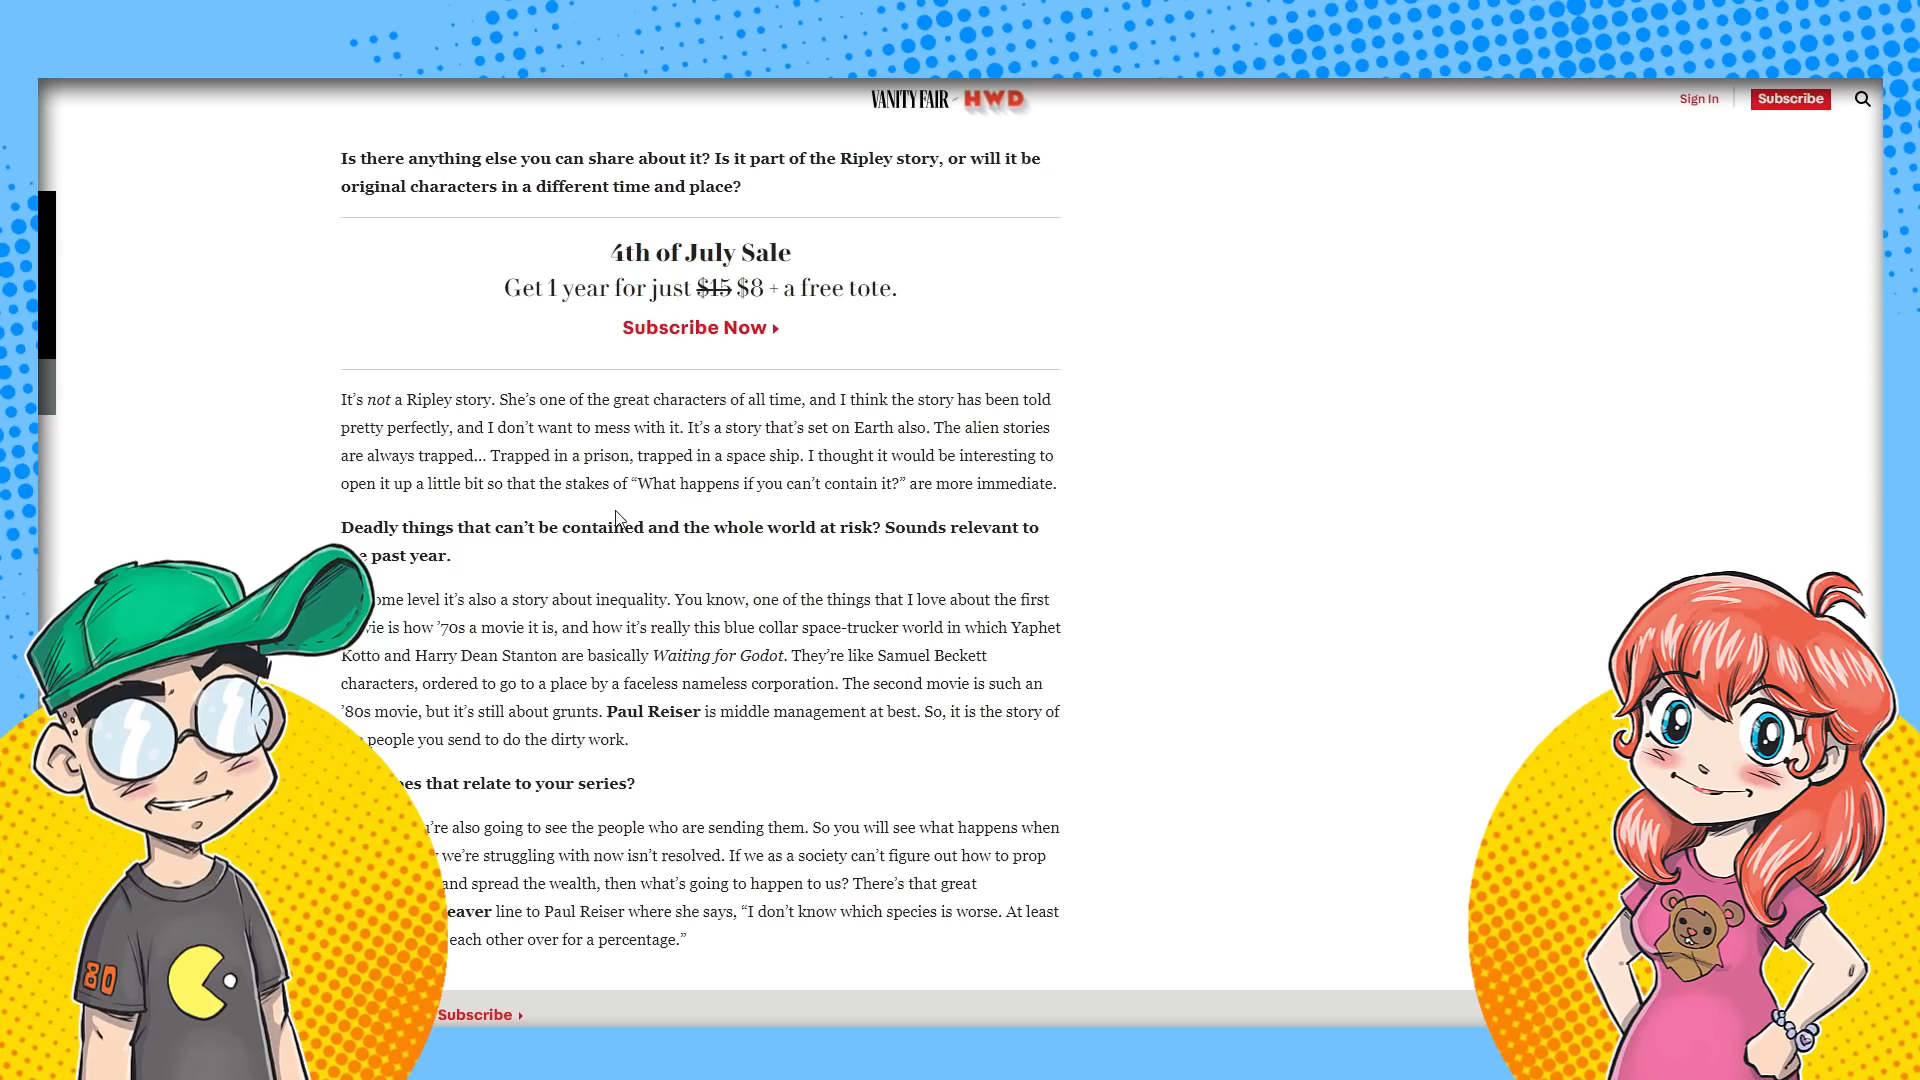 VANITY FAIR - HWD
Sign In
Subscribe
Is there anything else you can share about it? Is it part of the Ripley story, or will it be
original characters in a different time and place?
4th of July Sale
Get 1 year for just $15 $8 + a free tote.
Subscribe Now
It's not a Ripley story. She's one of the great characters of all time, and I think the story has been told
pretty perfectly, and I don't want to mess with it. It's a story that's set on Earth also. The alien stories
are always trapped... Trapped in a prison, trapped in a space ship. I thought it would be interesting to
open it up a little bit so that the stakes of “What happens if you can't contain it?” are more immediate.
Deadly things that can't be contained and the whole world at risk? Sounds relevant to
past year.
level it's also a story about inequality. You know, one of the things that I love about the first
is how '70s a movie it is, and how it's really this blue collar space-trucker world in which Yaphet
Kotto and Harry Dean Stanton are basically Waiting for Godot. They're like Samuel Beckett
characters, ordered to go to a place by a faceless nameless corporation. The second movie is such an
'80s movie, but it's still about grunts. Paul Reiser is middle management at best. So, it is the story of
people you send to do the dirty work.
that relate to your series?
also going to see the people who are sending them. So you will see what happens when
we're struggling with now isn't resolved. If we as a society can't figure out how to prop
and spread the wealth, then what's going to happen to us? There's that great
line to Paul Reiser where she says, “I don't know which species is worse. At least
each other over for a percentage.”
Subscribe
80